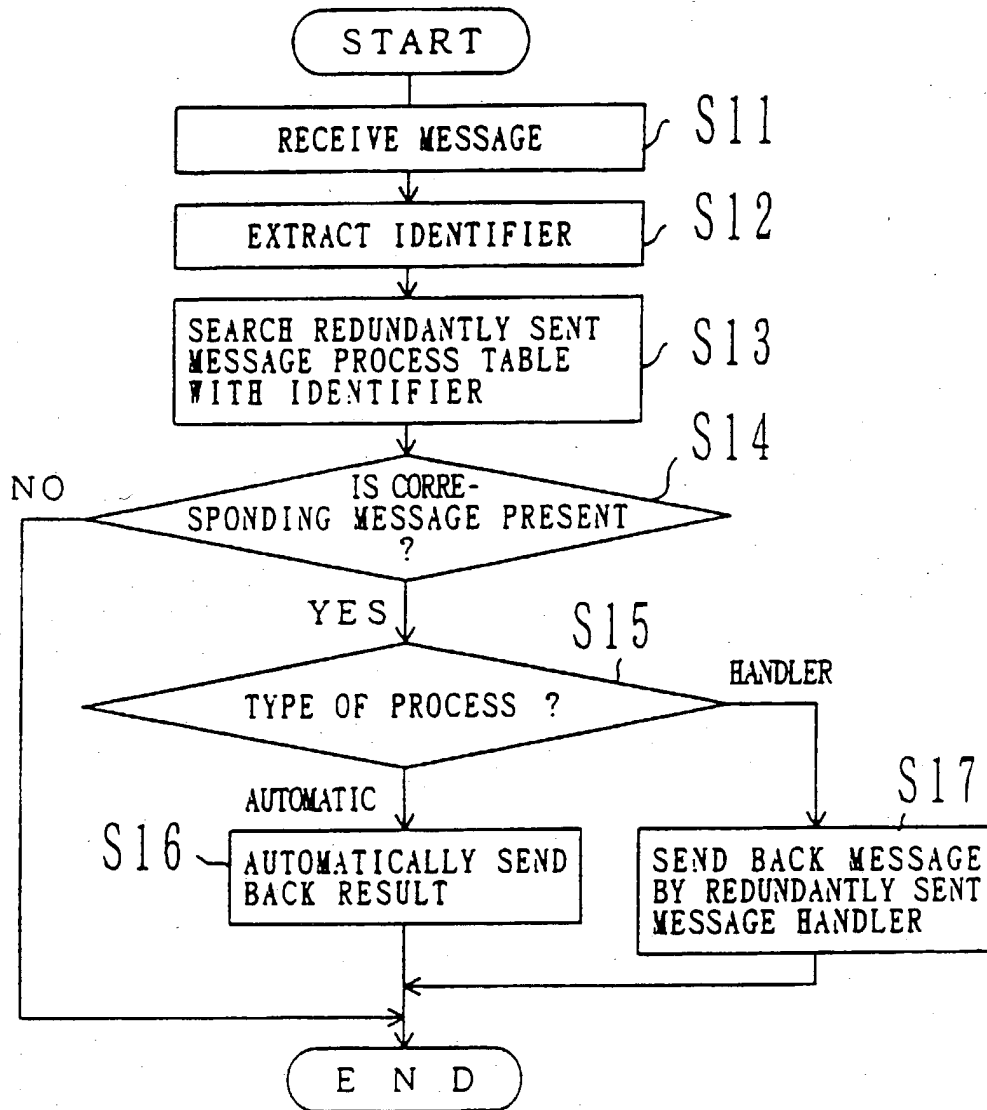 START
RECEIVE MESSAGE
S11
EXTRACT IDENTIFIER
S12
SEARCH REDUNDANTLY SENT
MESSAGE PROCESS TABLE
WITH IDENTIFIER
S13
S14
NO
IS CORRE-
SPONDING MESSAGE PRESENT
?
YES
S15
TYPE OF PROCESS ?
HANDLER
AUTOMATIC
S16
AUTOMATICALLY SEND
BACK RESULT
S17
SEND BACK MESSAGE
BY REDUNDANTLY SENT
MESSAGE HANDLER
END